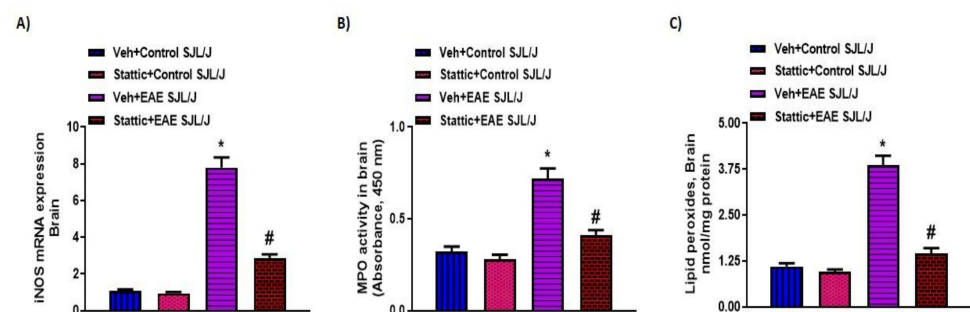 A)
Veh+Control SJL/J
Stattic+Control SJL/J
Veh+EAE SJL/J
Stattic+EAE SJL/J
iNOS mRNA expression
Brain
10
8
6
4
2
0
*
#
B)
Veh+Control SJL/J
Stattic+Control SJL/J
Veh+EAE SJL/J
Stattic+EAE SJL/J
MPO activity in brain
(Absorbance, 450 nm)
1.0
0.5
0.0
*
#
C)
Veh+Control SJL/J
Stattic+Control SJL/J
Veh+EAE SJL/J
Stattic+EAE SJL/J
Lipid peroxides, Brain
nmol/mg protein
5.00
3.75
2.50
1.25
0.00
*
#